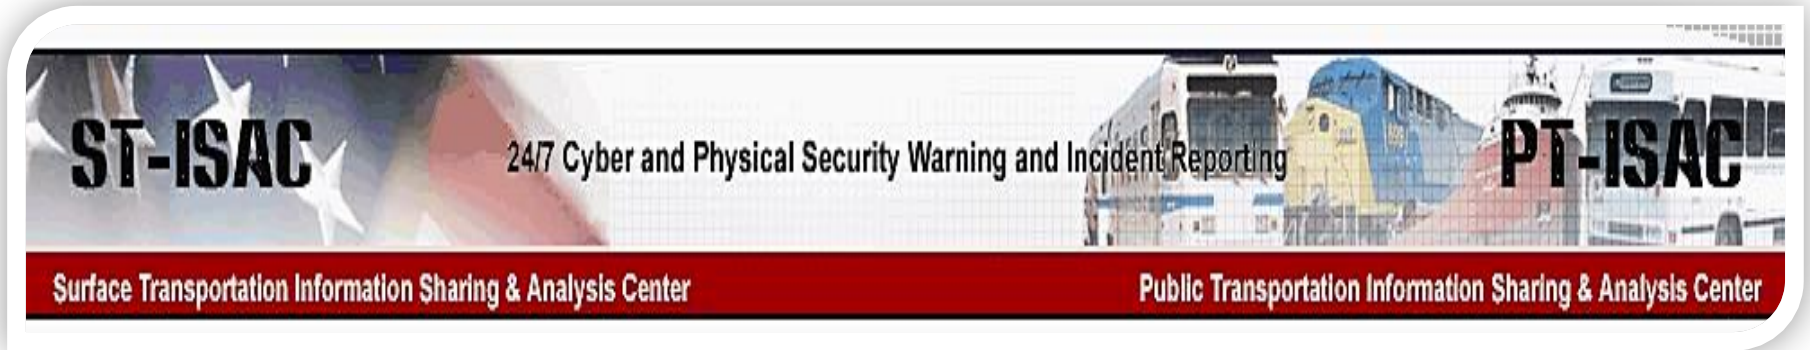 ST-ISAC
24/7 Cyber and Physical Security Warning and Incident Reporting
PT-ISAC
Surface Transportation Information Sharing & Analysis Center
Public Transportation Information Sharing & Analysis Center